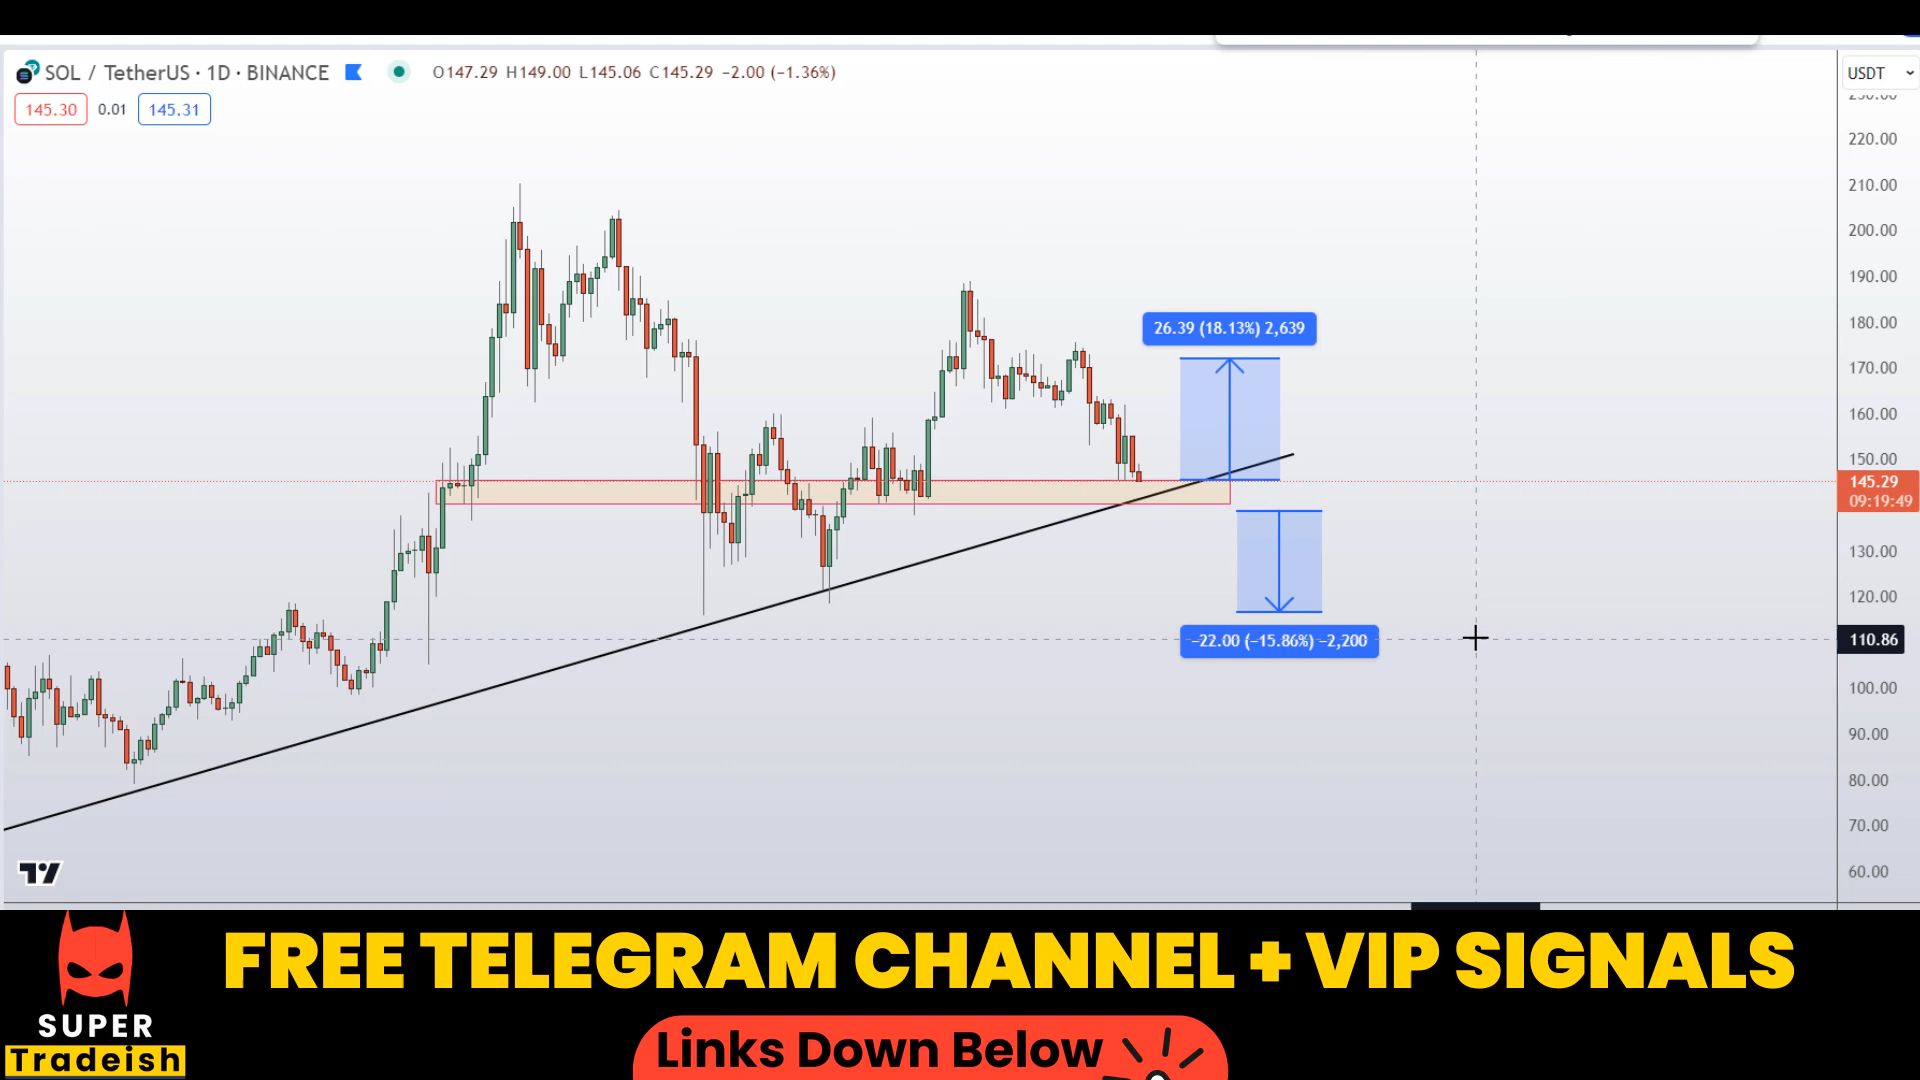 SOL / TetherUS · 1D · BINANCE O147.29 H149.00 L145.06 C145.29 −2.00 (−1.36%)
USDT
145.30 0.01 145.31
230.00
220.00
210.00
200.00
190.00
180.00
170.00
160.00
150.00
145.29
09:19:49
130.00
120.00
110.86
100.00
90.00
80.00
70.00
60.00
26.39 (18.13%) 2,639
−22.00 (−15.86%) −2,200
FREE TELEGRAM CHANNEL + VIP SIGNALS
SUPER
Tradeish
Links Down Below